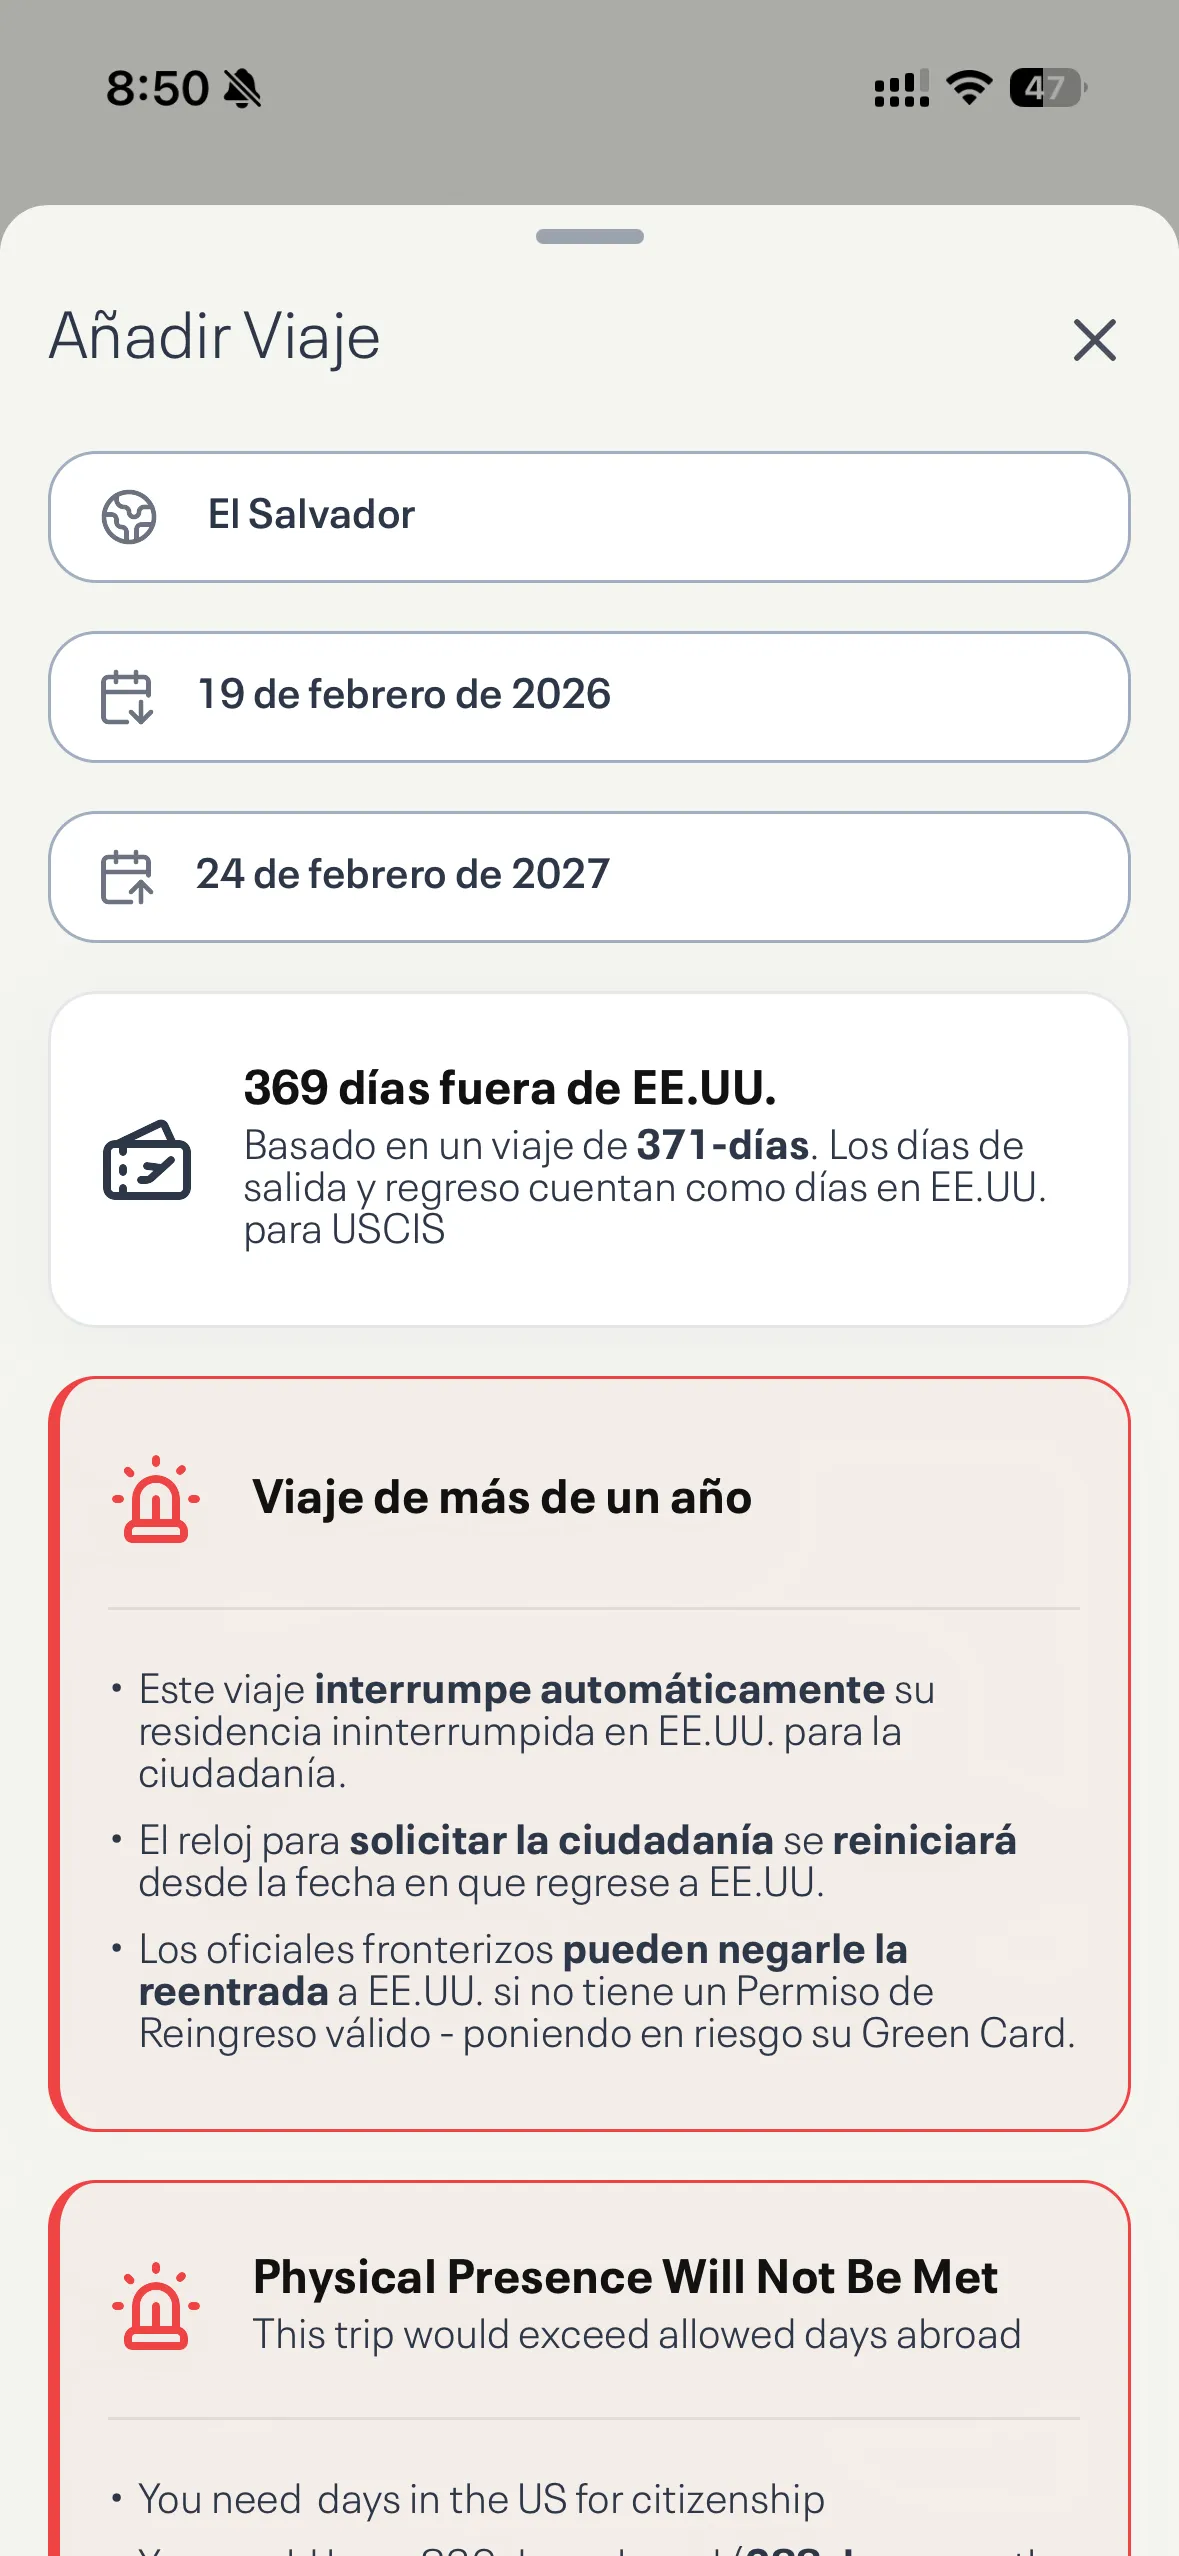 8:50
47
Añadir Viaje
El Salvador
19 de febrero de 2026
24 de febrero de 2027
369 días fuera de EE.UU.
Basado en un viaje de 371-días. Los días de
salida y regreso cuentan como días en EE.UU.
para USCIS
Viaje de más de un año
• Este viaje interrumpe automáticamente su
residencia ininterrumpida en EE.UU. para la
ciudadanía.
• El reloj para solicitar la ciudadanía se reiniciará
desde la fecha en que regrese a EE.UU.
• Los oficiales fronterizos pueden negarle la
reentrada a EE.UU. si no tiene un Permiso de
Reingreso válido - poniendo en riesgo su Green Card.
Physical Presence Will Not Be Met
This trip would exceed allowed days abroad
• You need  days in the US for citizenship